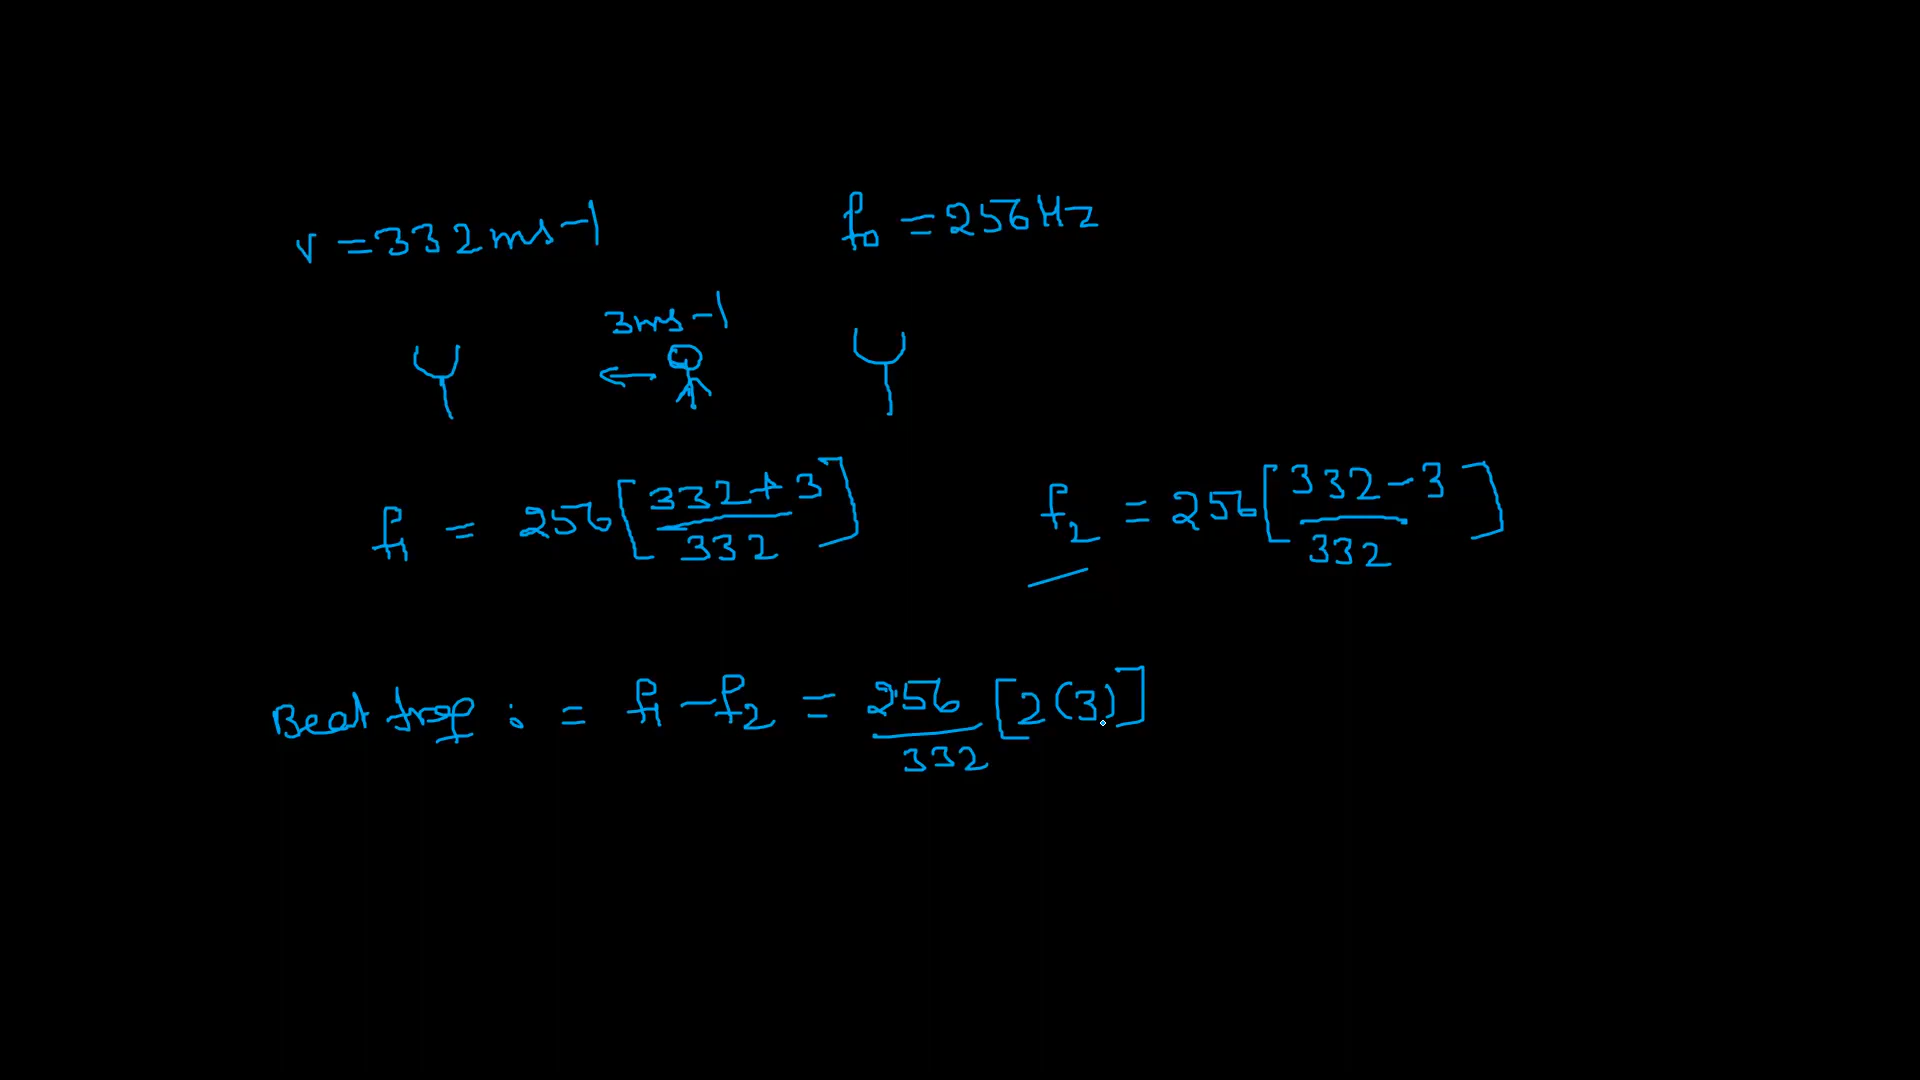 v = 332 ms-1
f0 = 256 Hz
3ms-1
f1 = 256 [ 332 + 3 / 332 ]
f2 = 256 [ 332 - 3 / 332 ]
Beat freq : = f1 - f2 = 256 / 332 [ 2 ( 3 ) ]